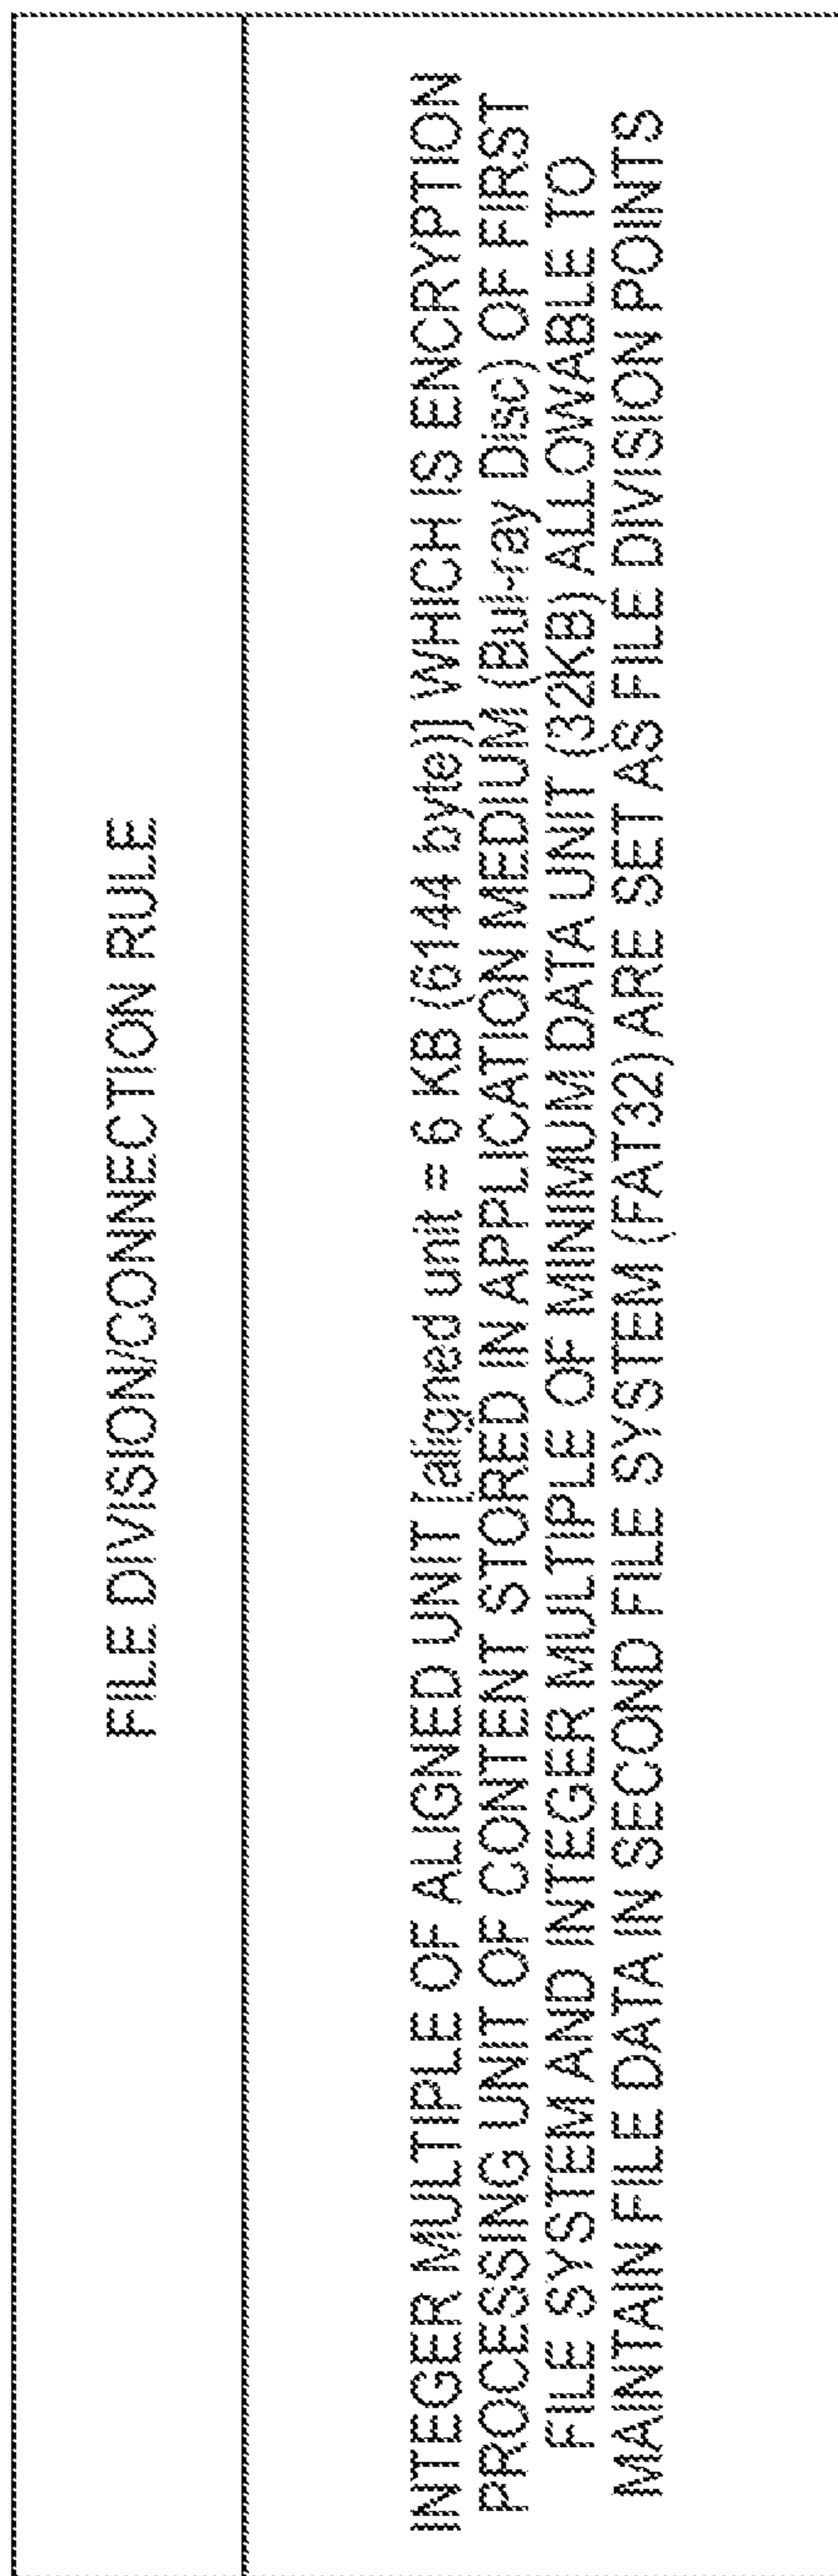 FILE DIVISION/CONNECTION RULE
INTEGER MULTIPLE OF ALIGNED UNIT [aligned unit = 6 KB (6144 byte)] WHICH IS ENCRYPTION
PROCESSING UNIT OF CONTENT STORED IN APPLICATION MEDIUM (Bul-ray Disc) OF FIRST
FILE SYSTEM AND INTEGER MULTIPLE OF MINIMUM DATA UNIT (32KB) ALLOWABLE TO
MAINTAIN FILE DATA IN SECOND FILE SYSTEM (FAT32) ARE SET AS FILE DIVISION POINTS